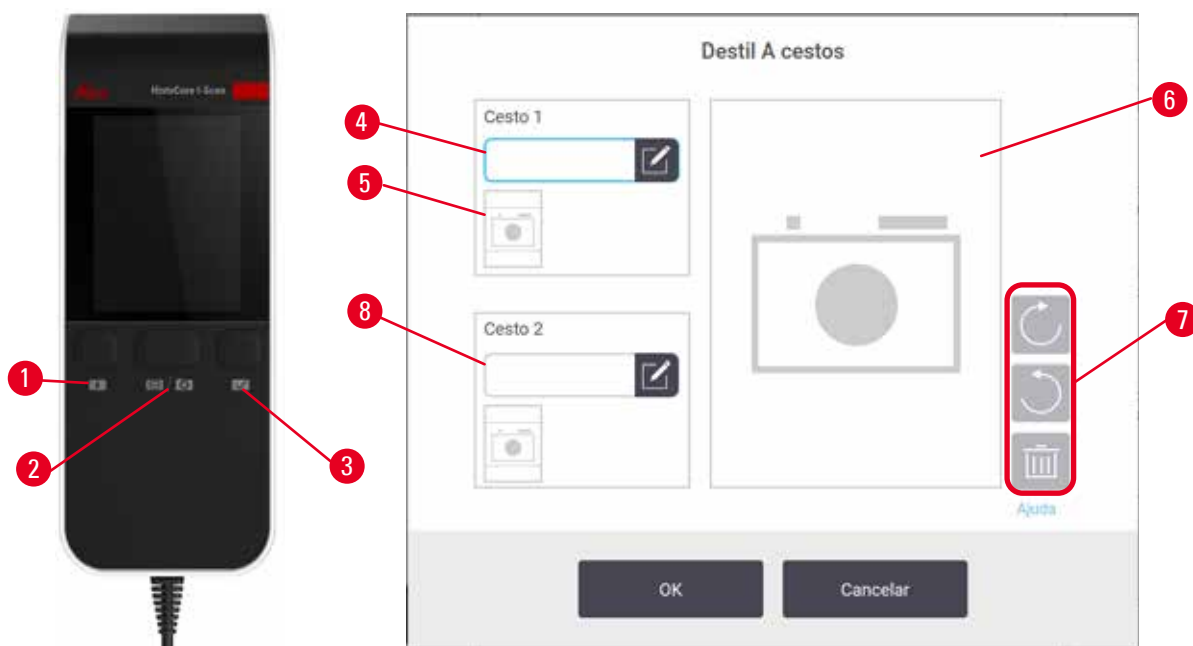 Leica
HistoCore I-Scan
1
2
3
Destil A cestos
Cesto 1
4
5
6
Cesto 2
8
7
Ajuda
OK
Cancelar